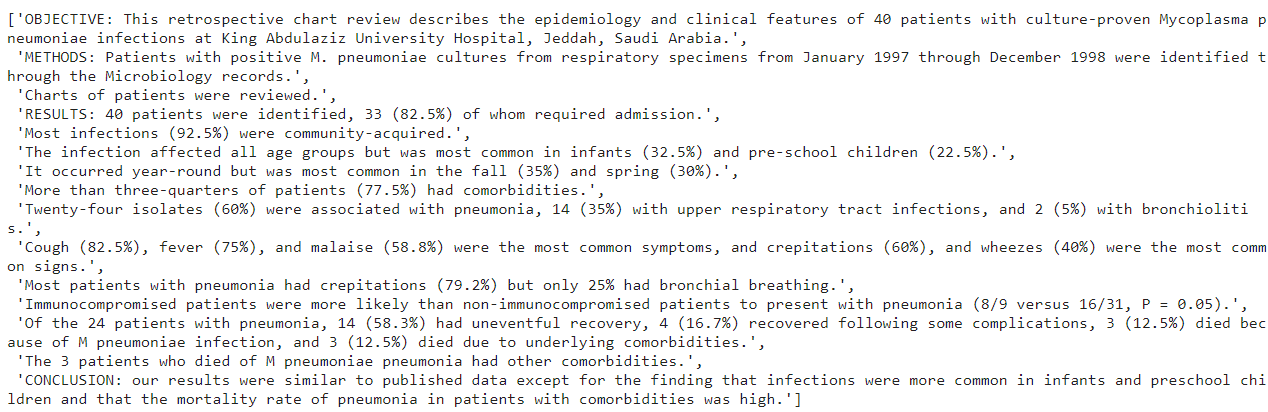 ['OBJECTIVE: This retrospective chart review describes the epidemiology and clinical features of 40 patients with culture-proven Mycoplasma p
neumoniae infections at King Abdulaziz University Hospital, Jeddah, Saudi Arabia.',
 'METHODS: Patients with positive M. pneumoniae cultures from respiratory specimens from January 1997 through December 1998 were identified t
hrough the Microbiology records.',
 'Charts of patients were reviewed.',
 'RESULTS: 40 patients were identified, 33 (82.5%) of whom required admission.',
 'Most infections (92.5%) were community-acquired.',
 'The infection affected all age groups but was most common in infants (32.5%) and pre-school children (22.5%).',
 'It occurred year-round but was most common in the fall (35%) and spring (30%).',
 'More than three-quarters of patients (77.5%) had comorbidities.',
 'Twenty-four isolates (60%) were associated with pneumonia, 14 (35%) with upper respiratory tract infections, and 2 (5%) with bronchioliti
s.',
 'Cough (82.5%), fever (75%), and malaise (58.8%) were the most common symptoms, and crepitations (60%), and wheezes (40%) were the most comm
on signs.',
 'Most patients with pneumonia had crepitations (79.2%) but only 25% had bronchial breathing.',
 'Immunocompromised patients were more likely than non-immunocompromised patients to present with pneumonia (8/9 versus 16/31, P = 0.05).',
 'Of the 24 patients with pneumonia, 14 (58.3%) had uneventful recovery, 4 (16.7%) recovered following some complications, 3 (12.5%) died bec
ause of M pneumoniae infection, and 3 (12.5%) died due to underlying comorbidities.',
 'The 3 patients who died of M pneumoniae pneumonia had other comorbidities.',
 'CONCLUSION: our results were similar to published data except for the finding that infections were more common in infants and preschool chi
ldren and that the mortality rate of pneumonia in patients with comorbidities was high.']